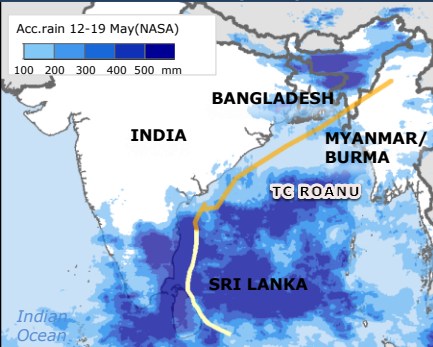 Acc.rain 12-19 May(NASA)
100 200 300 400 500 mm
BANGLADESH
INDIA
MYANMAR/
BURMA
TC ROANU
SRI LANKA
Indian
Ocean